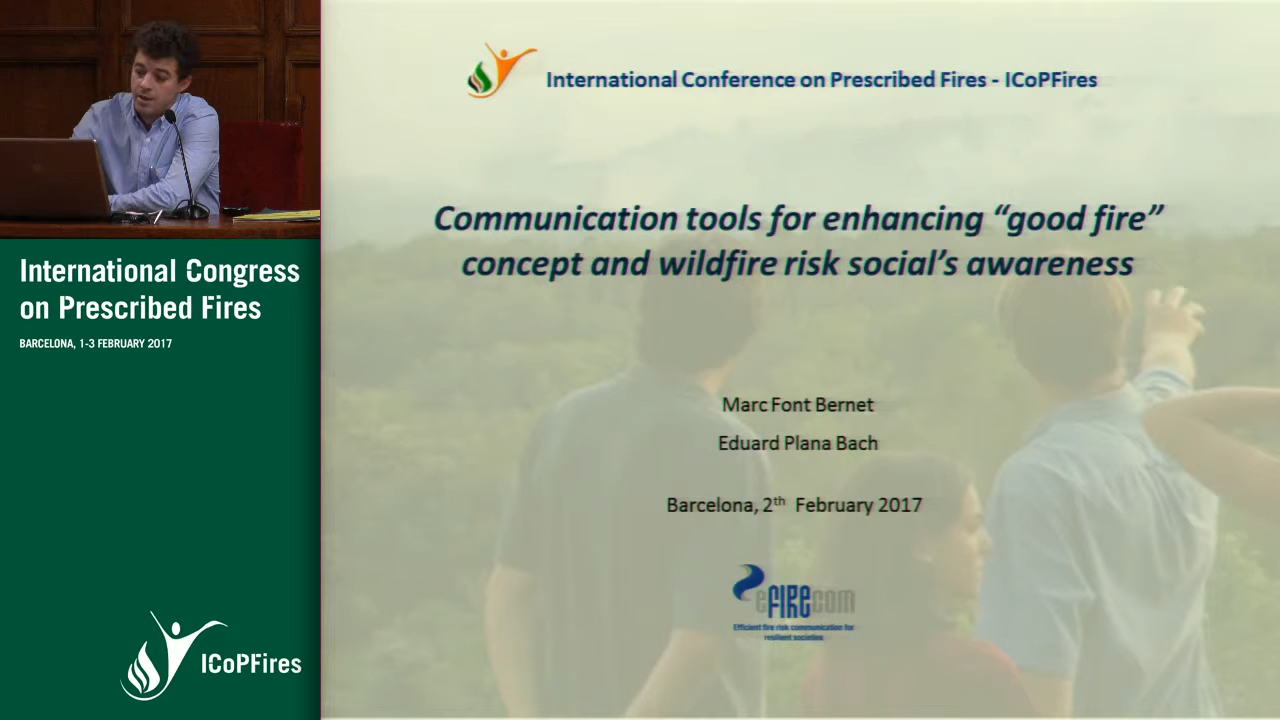 International Congress
on Prescribed Fires
BARCELONA, 1-3 FEBRUARY 2017
ICoPFires
International Conference on Prescribed Fires - ICoPFires
Communication tools for enhancing “good fire”
concept and wildfire risk social’s awareness
Marc Font Bernet
Eduard Plana Bach
Barcelona, 2th February 2017
eFIREcom
Efficient fire risk communication for
resilient societies